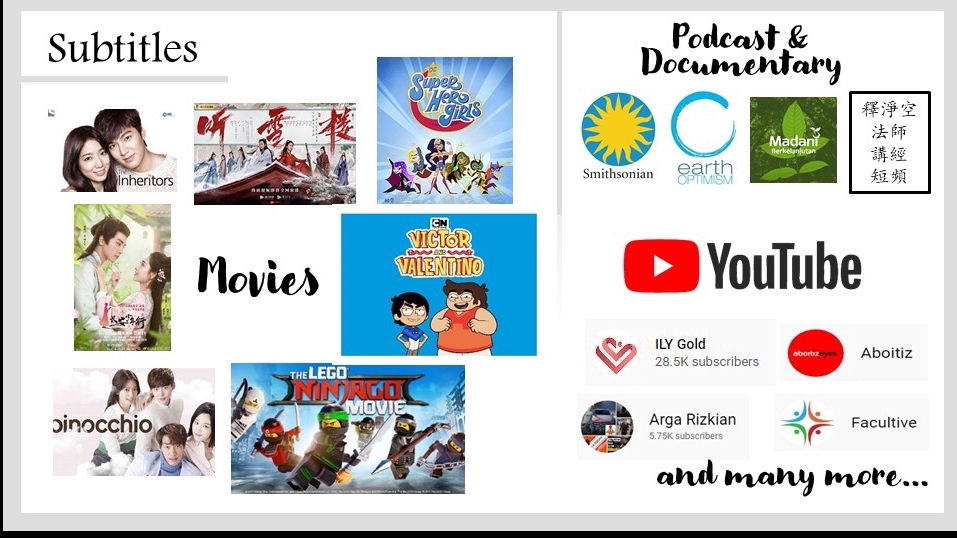 Subtitles
Inheritors
听雪楼
DC
Super
Hero
Girls
Movies
CN
VICTOR
AND
VALENTINO
pinocchio
THE LEGO
NINJAGO
MOVIE
Podcast &
Documentary
Smithsonian
earth
OPTIMISM
Madani
Berkelanjutan
釋淨空
法師
講經
短頻
YouTube
ILY Gold
28.5K subscribers
aboitizeyes
Aboitiz
Arga Rizkian
5.75K subscribers
Facultive
and many more...